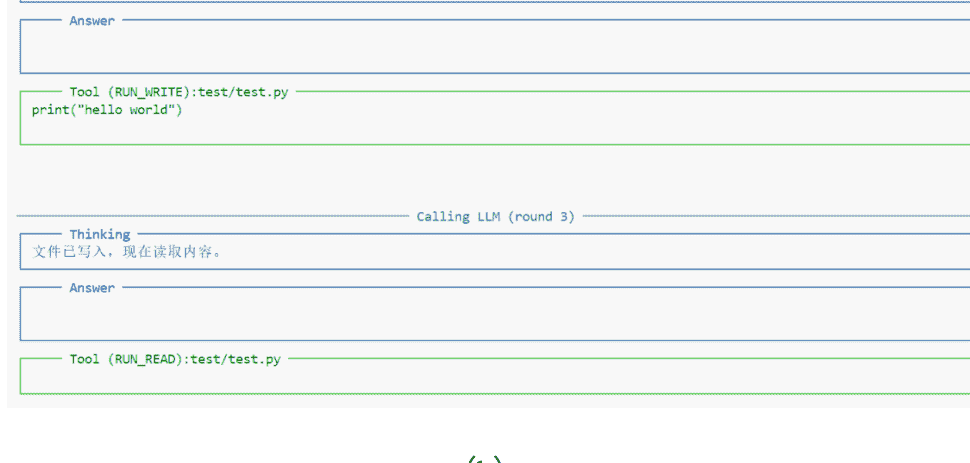 Answer
Tool (RUN_WRITE):test/test.py
print("hello world")
Calling LLM (round 3)
Thinking
文件已写入，现在读取内容。
Answer
Tool (RUN_READ):test/test.py